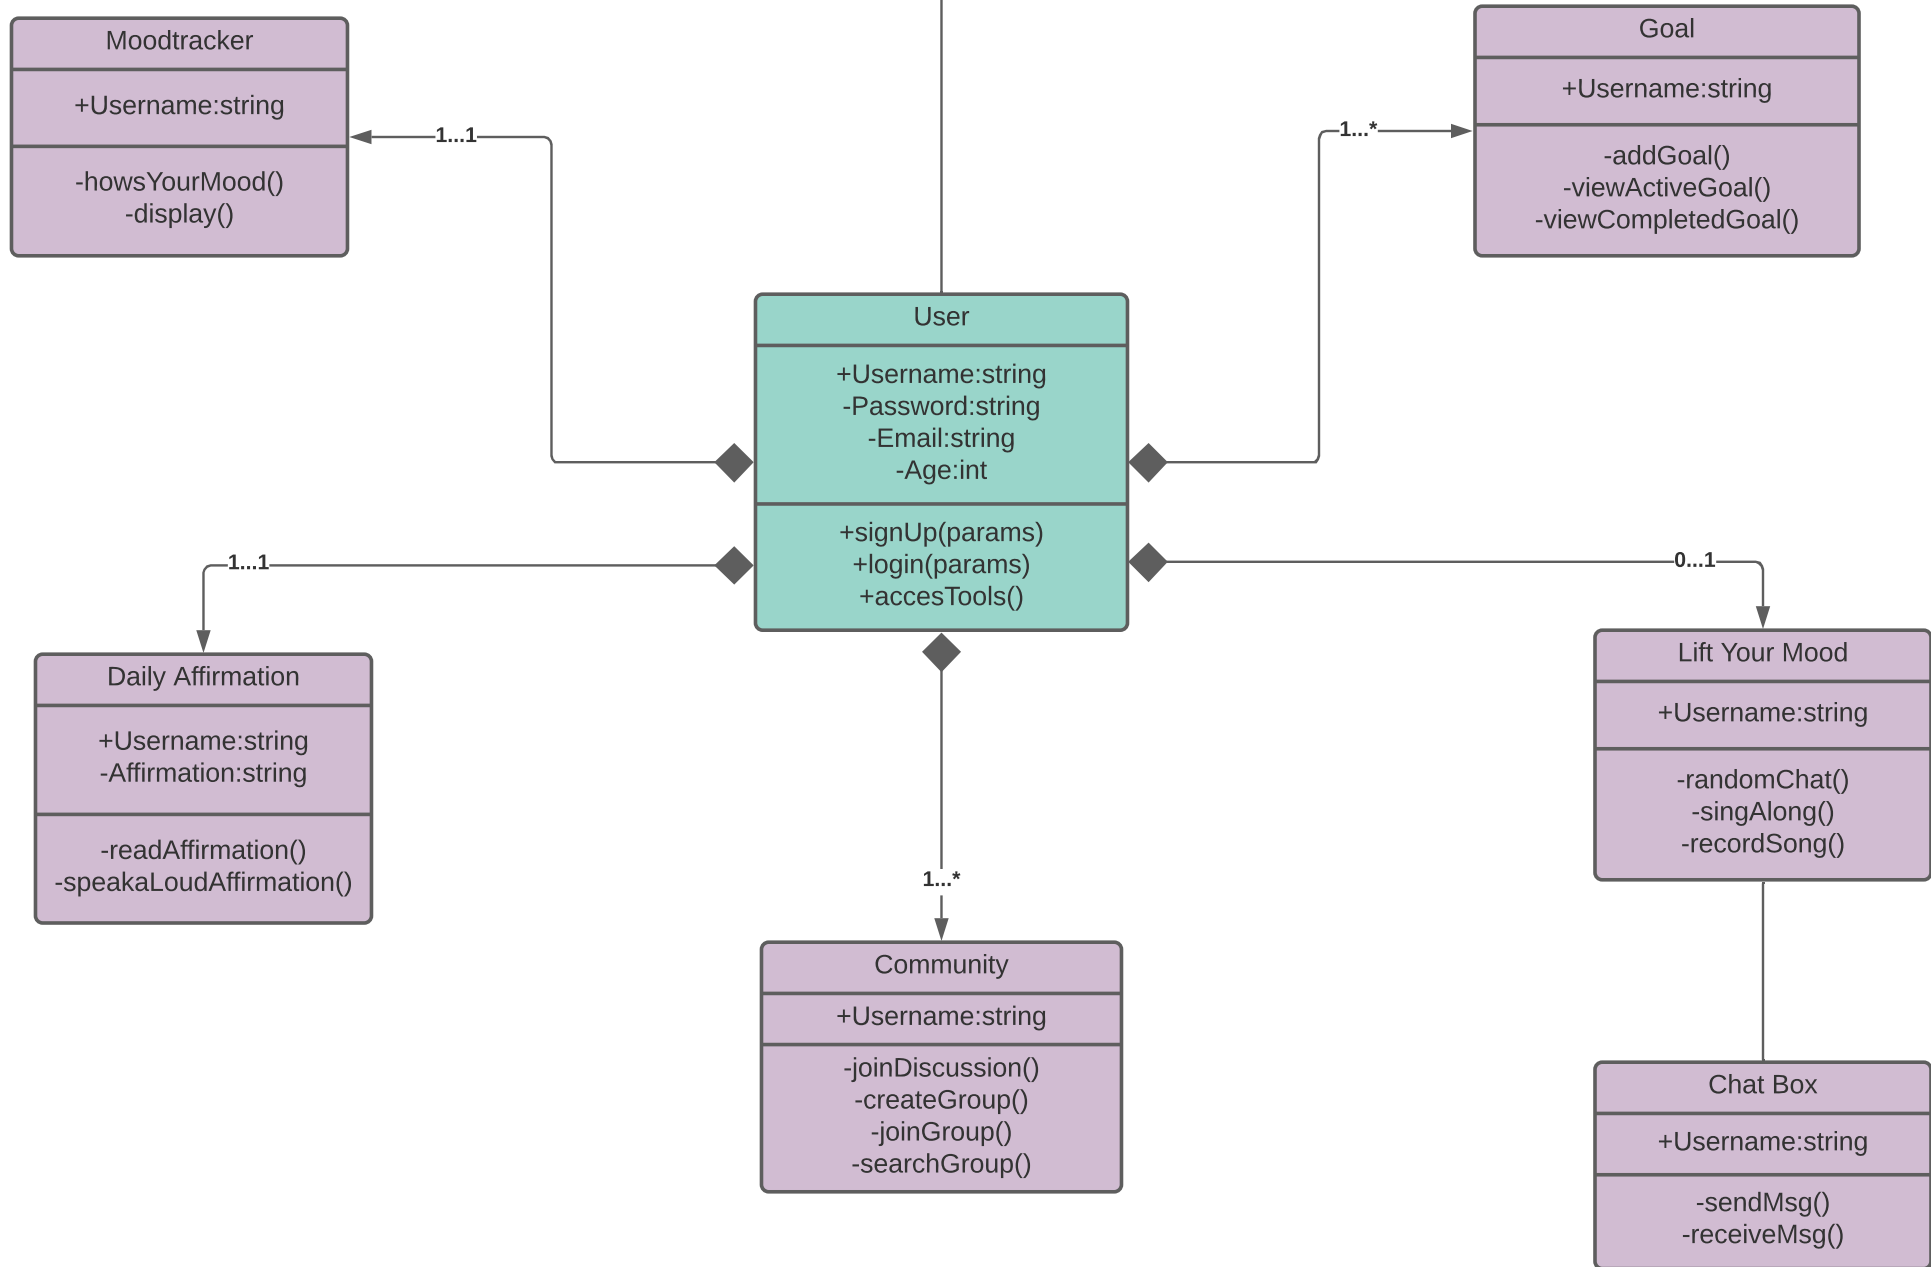 Moodtracker
+Username:string
-howsYourMood()
-display()
1...1
1...*
Goal
+Username:string
-addGoal()
-viewActiveGoal()
-viewCompletedGoal()
User
+Username:string
-Password:string
-Email:string
-Age:int
+signUp(params)
+login(params)
+accesTools()
1...1
0...1
Daily Affirmation
+Username:string
-Affirmation:string
-readAffirmation()
-speakaLoudAffirmation()
Lift Your Mood
+Username:string
-randomChat()
-singAlong()
-recordSong()
1...*
Community
+Username:string
-joinDiscussion()
-createGroup()
-joinGroup()
-searchGroup()
Chat Box
+Username:string
-sendMsg()
-receiveMsg()